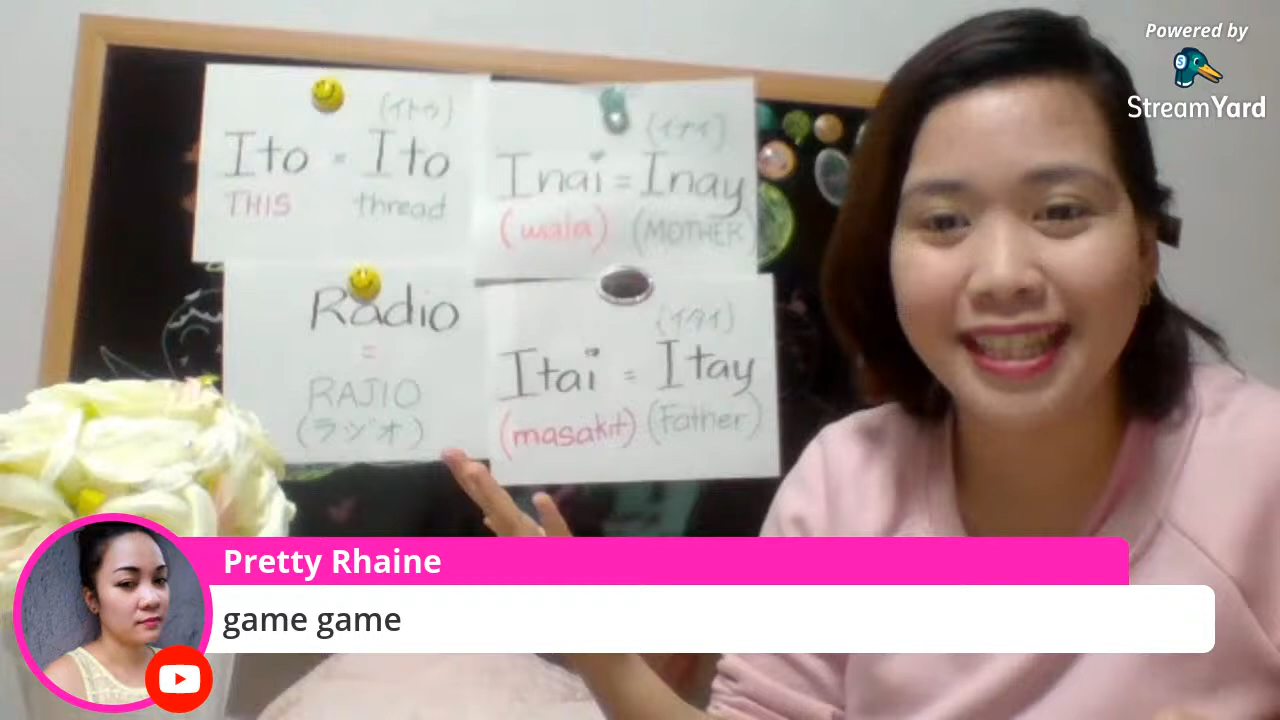 Powered by
StreamYard
(イトゥ)
Ito = Ito
THIS thread
(イナイ)
Inai = Inay
(wala) (MOTHER)
Radio
=
RAJIO
(ラジオ)
(イタイ)
Itai = Itay
(masakit) (Father)
Pretty Rhaine
game game